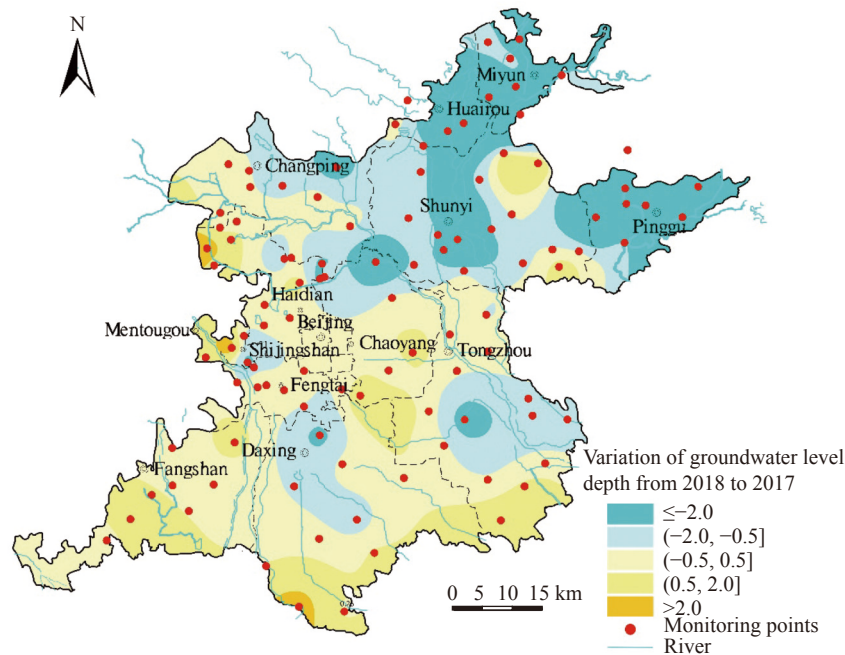 N
Miyun
Huairou
Changping
Shunyi
Pinggu
Haidian
Beijing
Mentougou
Shijingshan
Chaoyang
Tongzhou
Fengtai
Daxing
Fangshan
Variation of groundwater level
depth from 2018 to 2017
≤−2.0
(−2.0, −0.5]
(−0.5, 0.5]
(0.5, 2.0]
>2.0
Monitoring points
River
0 5 10 15 km